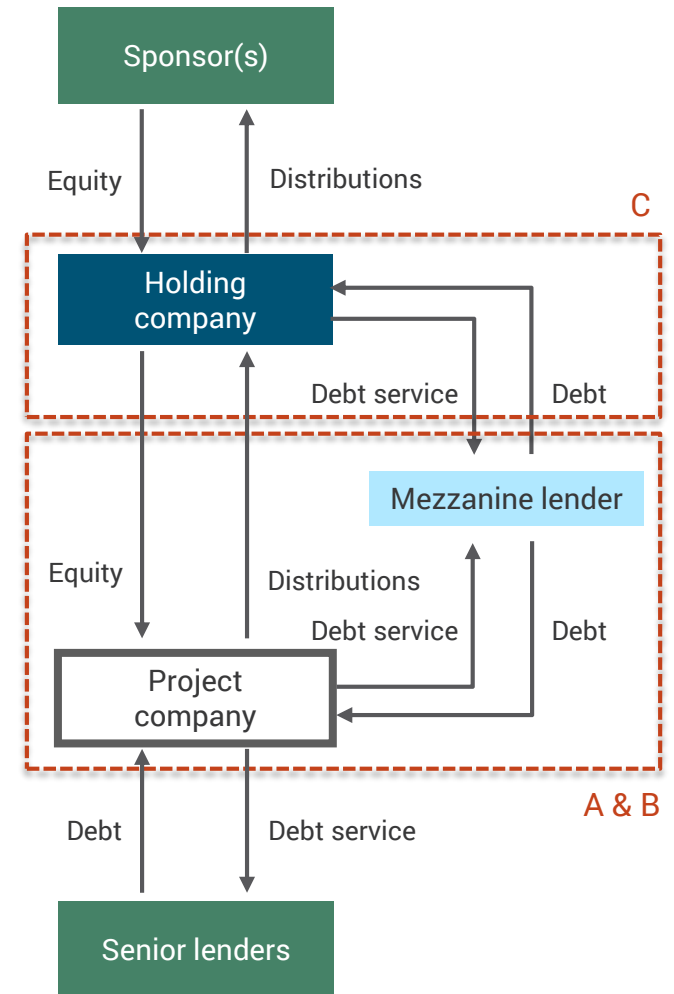 Sponsor(s)
Equity
Distributions
C
Holding
company
Debt service
Debt
Mezzanine lender
Equity
Distributions
Debt service
Debt
Project
company
A & B
Debt
Debt service
Senior lenders